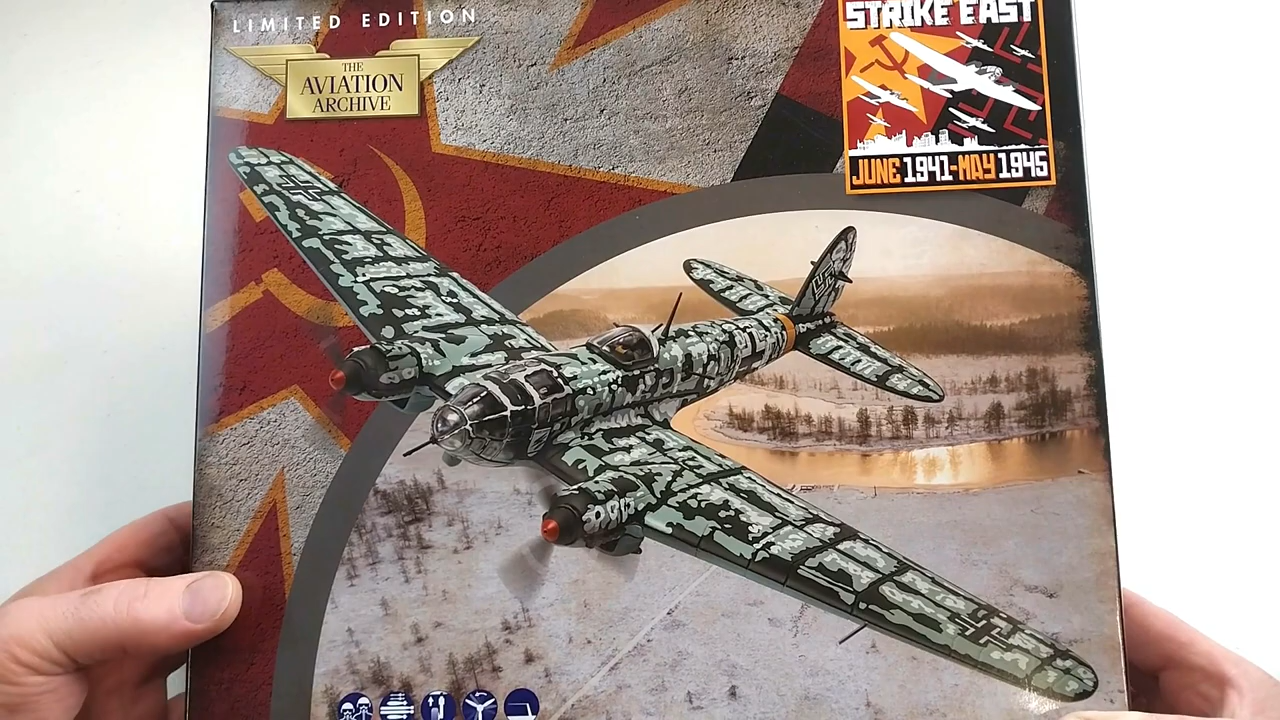 LIMITED EDITION
THE
AVIATION
ARCHIVE
STRIKE EAST
JUNE 1941-MAY 1945